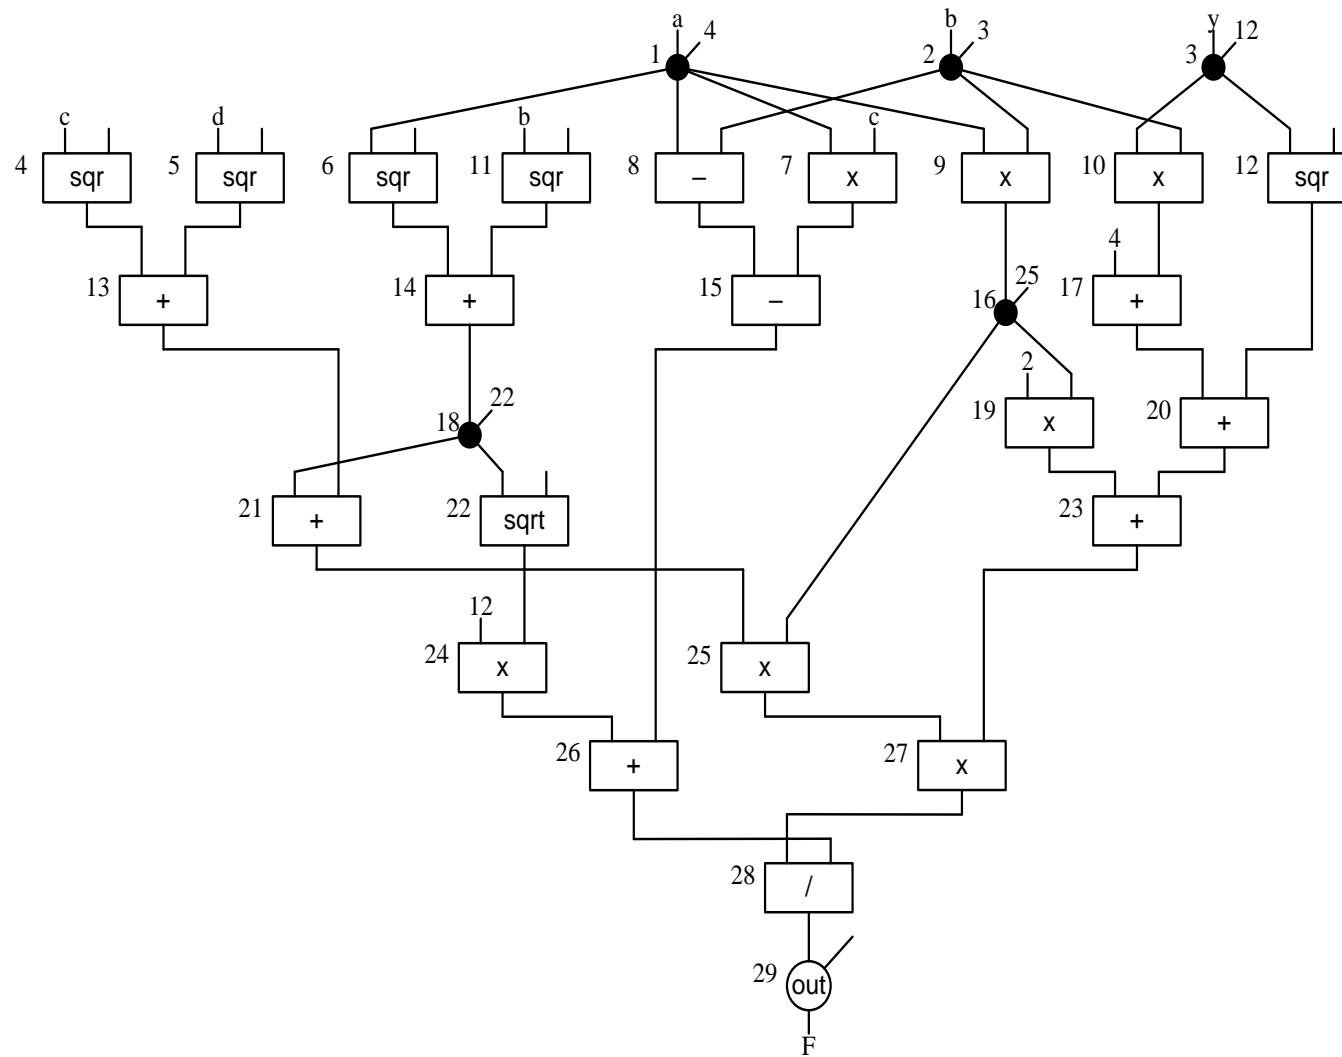 a b y
1 4 2 3 3 12
c d b c
4 sqr 5 sqr 6 sqr 11 sqr 8 – 7 x 9 x 10 x 12 sqr
4
13 + 14 + 15 – 16 25 17 +
2
18 22 19 x 20 +
21 + 22 sqrt 23 +
12
24 x 25 x
26 + 27 x
28 /
29 out
F